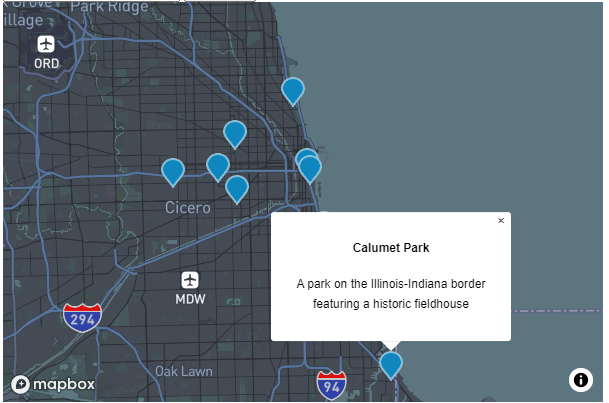 Grove
Village
Park Ridge
ORD
Cicero
×
Calumet Park
A park on the Illinois-Indiana border
featuring a historic fieldhouse
MDW
294
Oak Lawn
94
mapbox
i